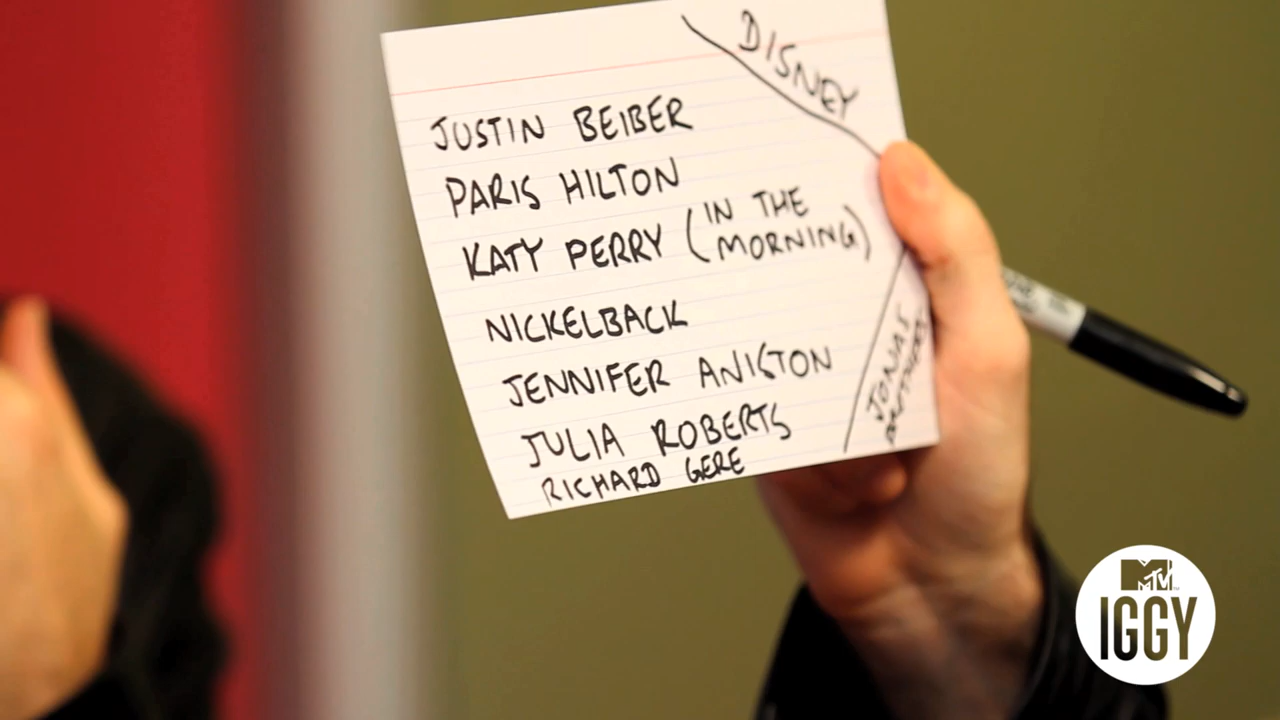 DISNEY
JUSTIN BEIBER
PARIS HILTON
KATY PERRY (IN THE
MORNING)
NICKELBACK
JENNIFER ANISTON
JULIA ROBERTS
RICHARD GERE
JONAS
BROTHERS
MTV
IGGY